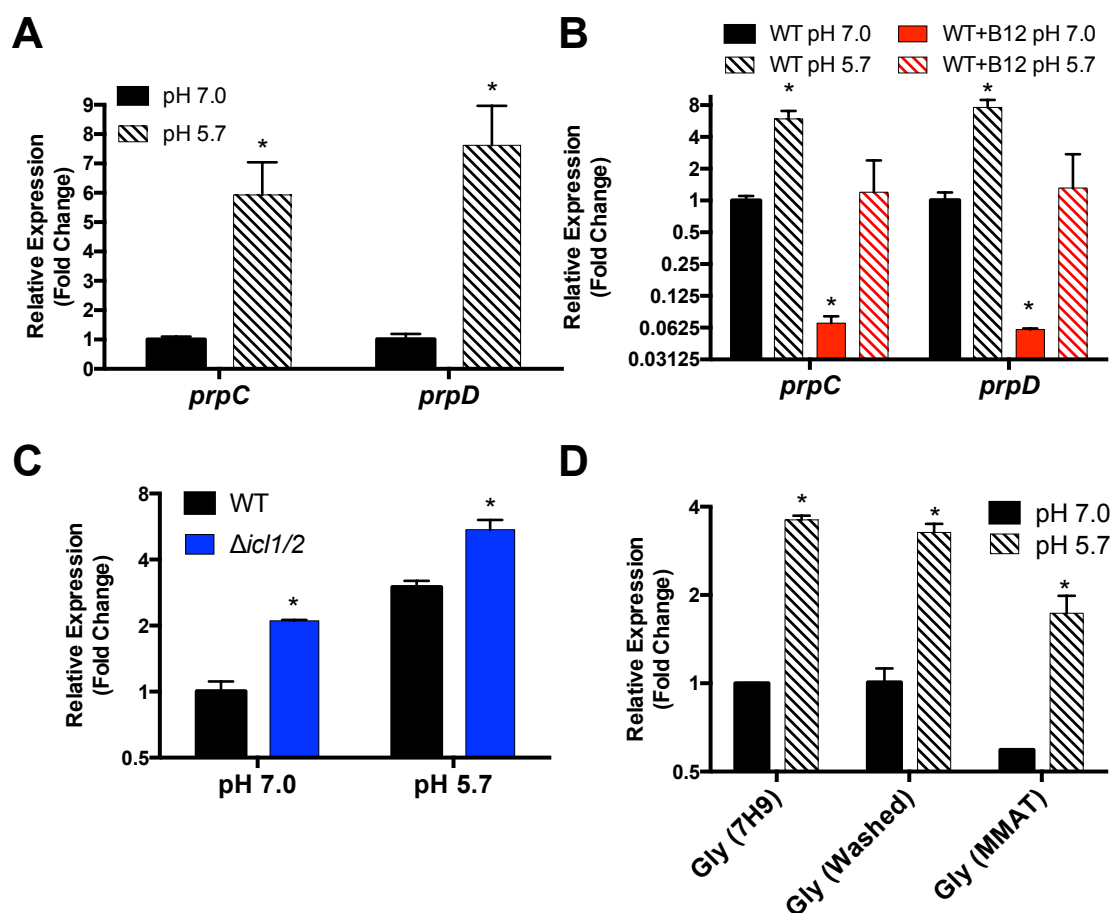 A
Relative Expression
(Fold Change)
pH 7.0
pH 5.7
9
8
7
6
5
4
3
2
1
0
*
*
prpC
prpD
B
WT pH 7.0
WT pH 5.7
WT+B12 pH 7.0
WT+B12 pH 5.7
Relative Expression
(Fold Change)
8
4
2
1
0.5
0.25
0.125
0.0625
0.03125
*
*
*
*
prpC
prpD
C
WT
Δicl1/2
Relative Expression
(Fold Change)
8
4
2
1
0.5
*
*
pH 7.0
pH 5.7
D
pH 7.0
pH 5.7
Relative Expression
(Fold Change)
4
2
1
0.5
*
*
*
Gly (7H9)
Gly (Washed)
Gly (MMAT)